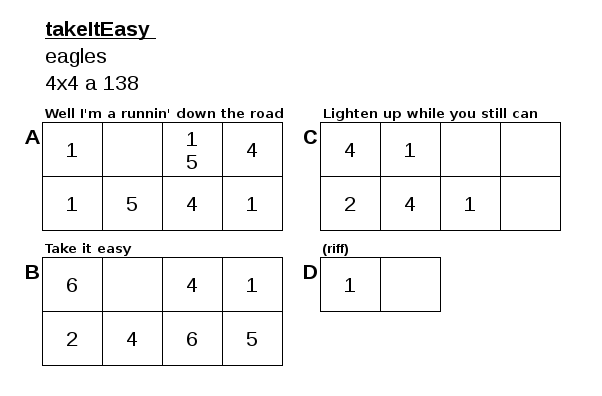 takeItEasy
eagles
4x4 a 138
Well I'm a runnin' down the road
A
1 1 4
5
1 5 4 1
Take it easy
B
6 4 1
2 4 6 5
Lighten up while you still can
C
4 1
2 4 1
(riff)
D
1